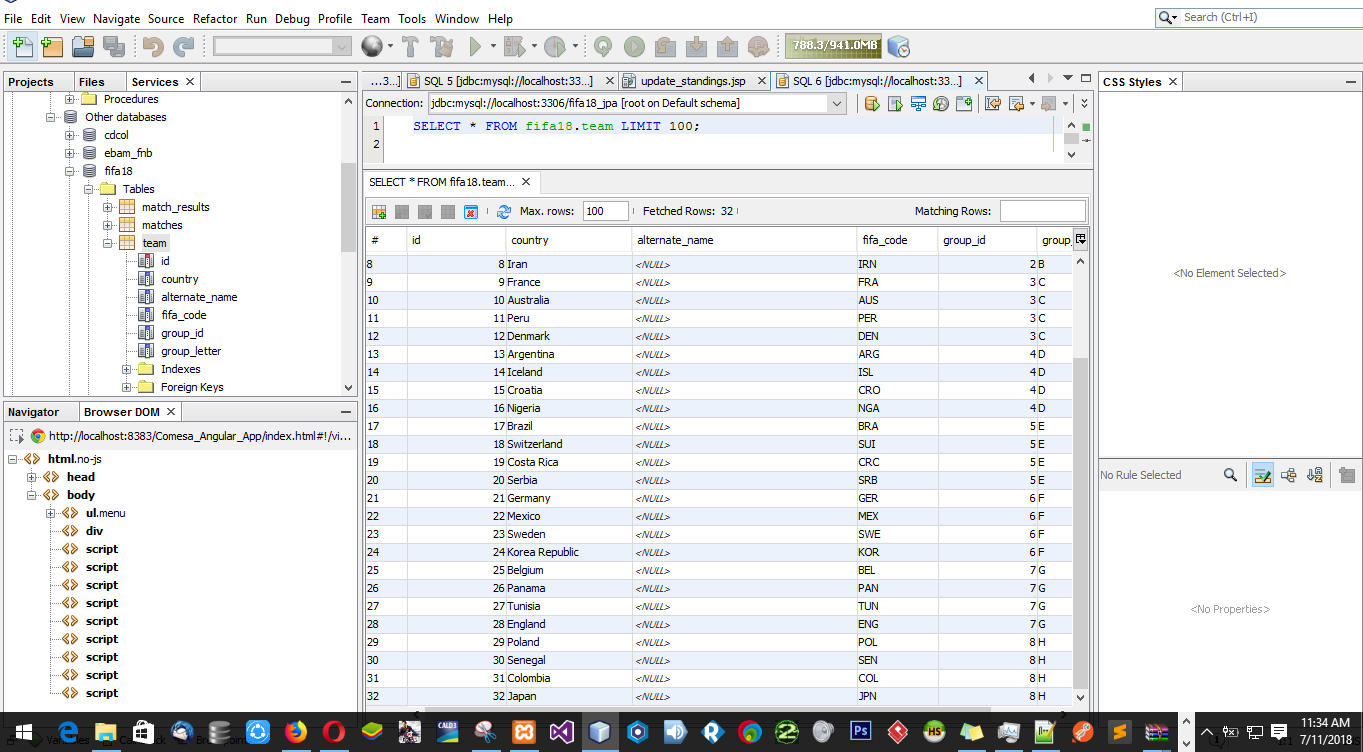 File Edit View Navigate Source Refactor Run Debug Profile Team Tools Window Help
Search (Ctrl+I)
788.3/941.0MB
Projects Files Services
Procedures
Other databases
cdcol
ebam_fnb
fifa18
Tables
match_results
matches
team
id
country
alternate_name
fifa_code
group_id
group_letter
Indexes
Foreign Keys
Navigator Browser DOM
http://localhost:8383/Comesa_Angular_App/index.html#!/vi...
html.no-js
head
body
ul.menu
div
script
script
script
script
script
script
script
script
script
...3...] SQL 5 [jdbc:mysql://localhost:33...] update_standings.jsp SQL 6 [jdbc:mysql://localhost:33...]
Connection: jdbc:mysql://localhost:3306/fifa18_jpa [root on Default schema]
1 SELECT * FROM fifa18.team LIMIT 100;
2
SELECT * FROM fifa18.team...
Max. rows: 100 Fetched Rows: 32 Matching Rows:
# id country alternate_name fifa_code group_id group_
8 8 Iran <NULL> IRN 2 B
9 9 France <NULL> FRA 3 C
10 10 Australia <NULL> AUS 3 C
11 11 Peru <NULL> PER 3 C
12 12 Denmark <NULL> DEN 3 C
13 13 Argentina <NULL> ARG 4 D
14 14 Iceland <NULL> ISL 4 D
15 15 Croatia <NULL> CRO 4 D
16 16 Nigeria <NULL> NGA 4 D
17 17 Brazil <NULL> BRA 5 E
18 18 Switzerland <NULL> SUI 5 E
19 19 Costa Rica <NULL> CRC 5 E
20 20 Serbia <NULL> SRB 5 E
21 21 Germany <NULL> GER 6 F
22 22 Mexico <NULL> MEX 6 F
23 23 Sweden <NULL> SWE 6 F
24 24 Korea Republic <NULL> KOR 6 F
25 25 Belgium <NULL> BEL 7 G
26 26 Panama <NULL> PAN 7 G
27 27 Tunisia <NULL> TUN 7 G
28 28 England <NULL> ENG 7 G
29 29 Poland <NULL> POL 8 H
30 30 Senegal <NULL> SEN 8 H
31 31 Colombia <NULL> COL 8 H
32 32 Japan <NULL> JPN 8 H
CSS Styles
<No Element Selected>
No Rule Selected
<No Properties>
CALD3
Ps
HS
11:34 AM
7/11/2018